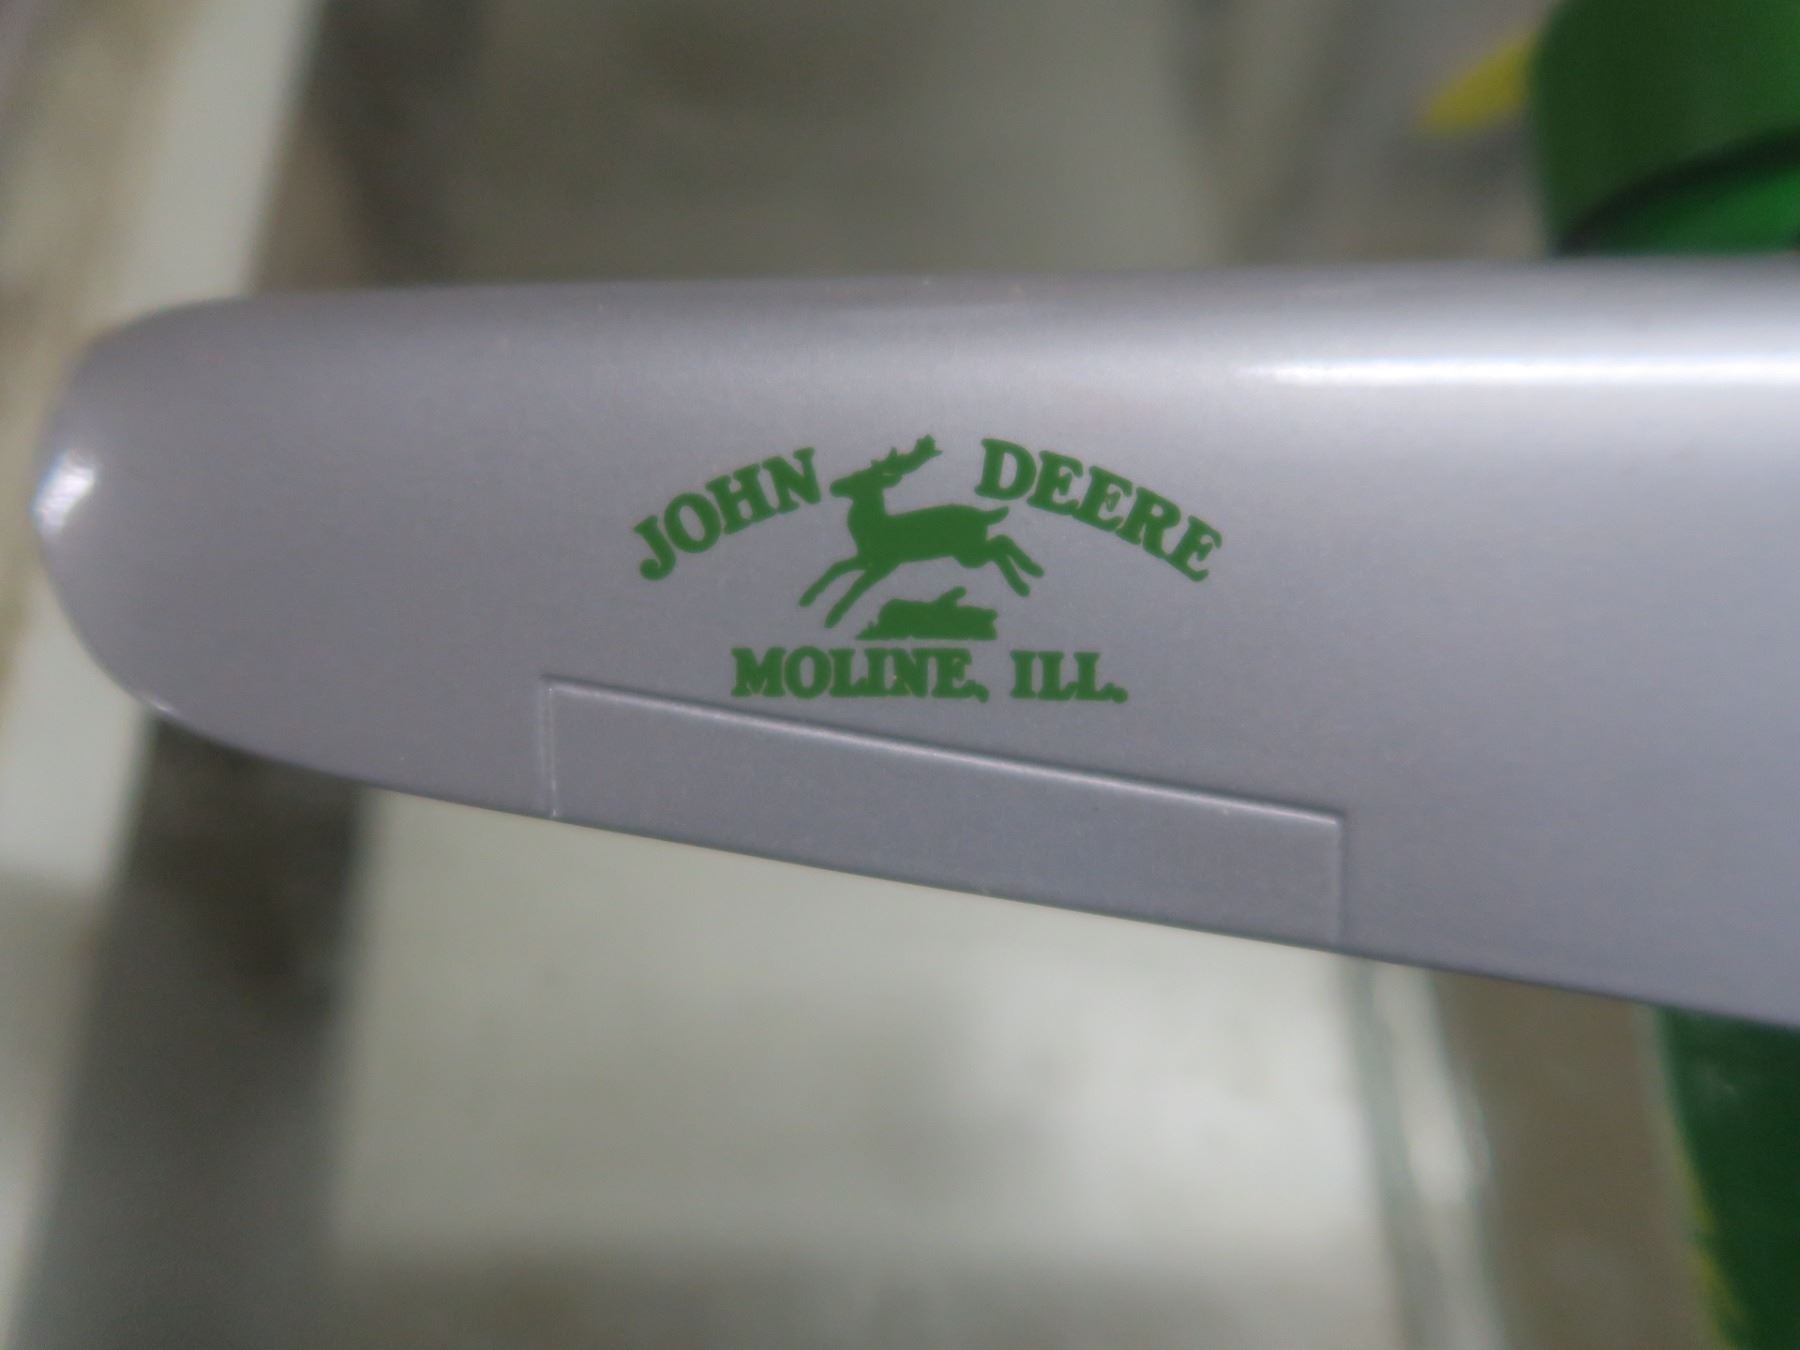 JOHN DEERE
MOLINE, ILL.